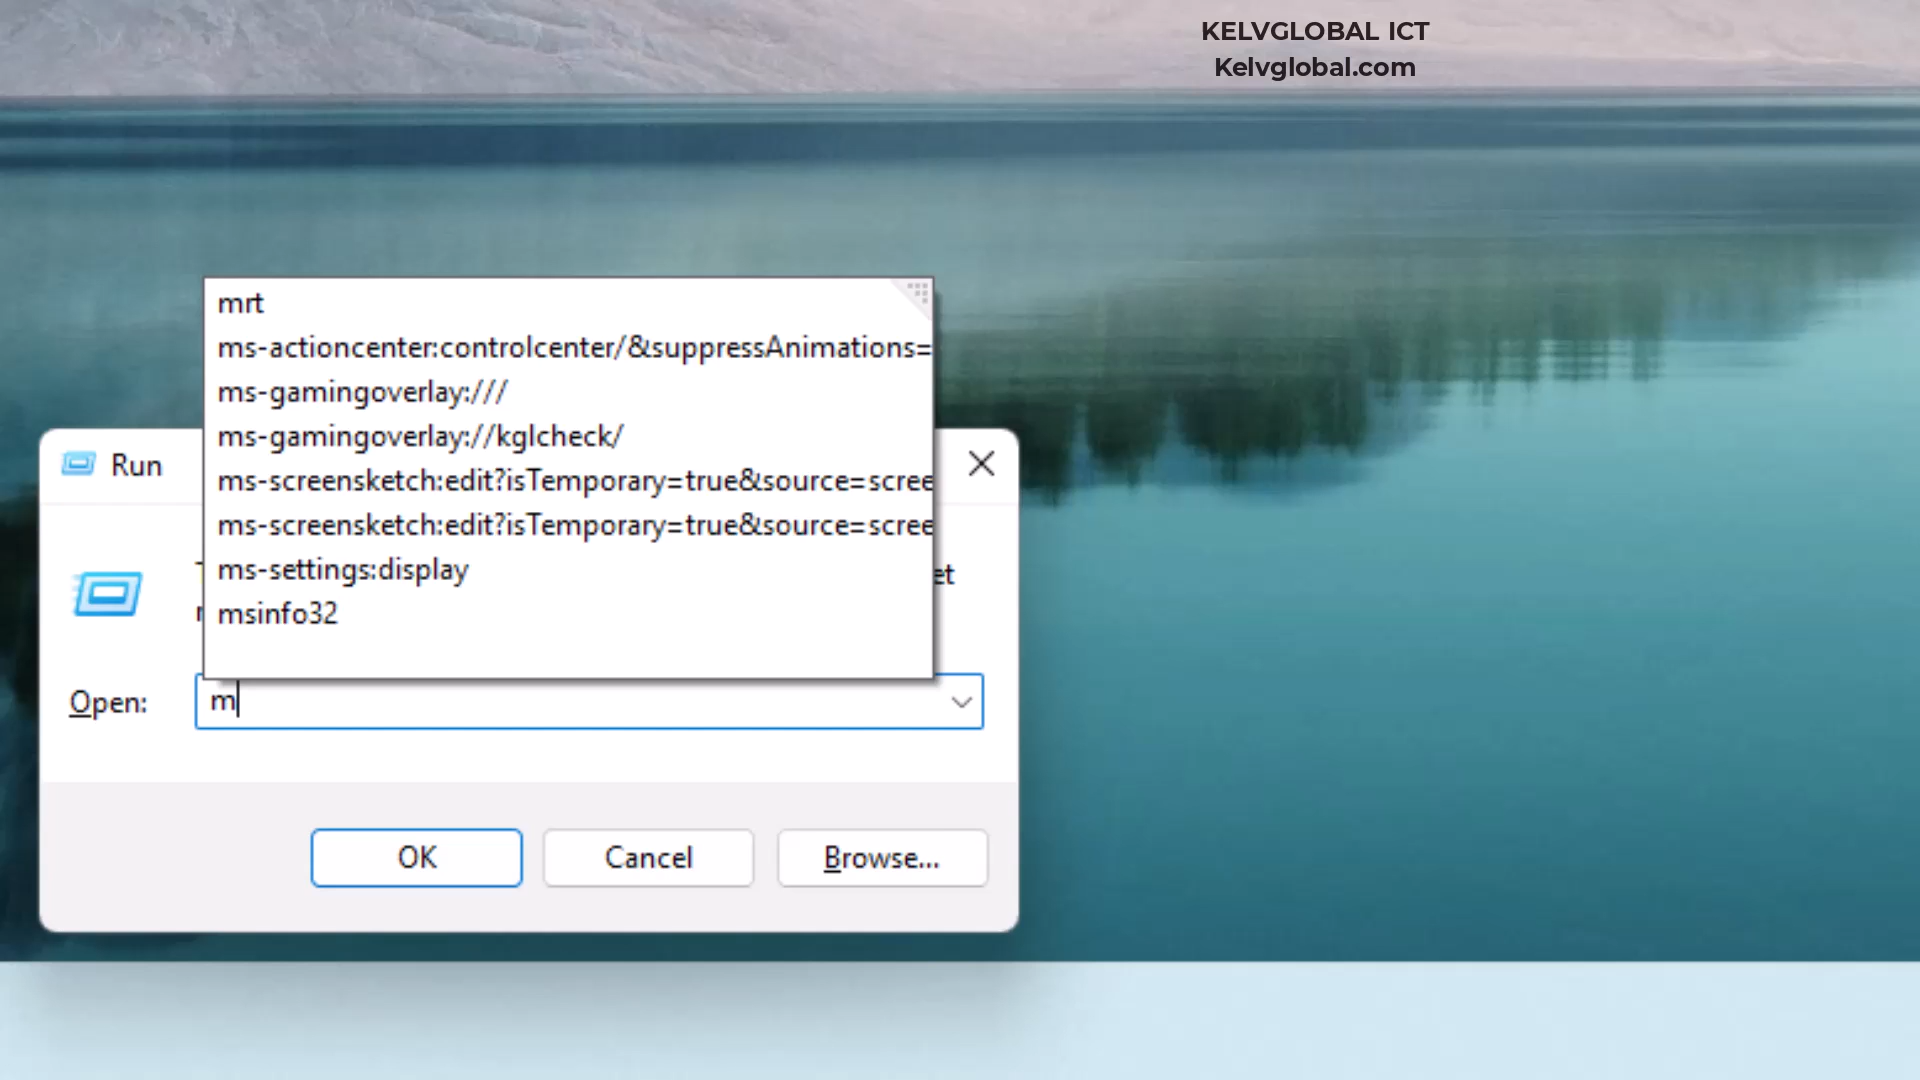 KELVGLOBAL ICT
Kelvglobal.com
mrt
ms-actioncenter:controlcenter/&suppressAnimations=
ms-gamingoverlay:///
ms-gamingoverlay://kglcheck/
ms-screensketch:edit?isTemporary=true&source=scree
ms-screensketch:edit?isTemporary=true&source=scree
ms-settings:display
msinfo32
Run
et
Open: m
OK Cancel Browse...